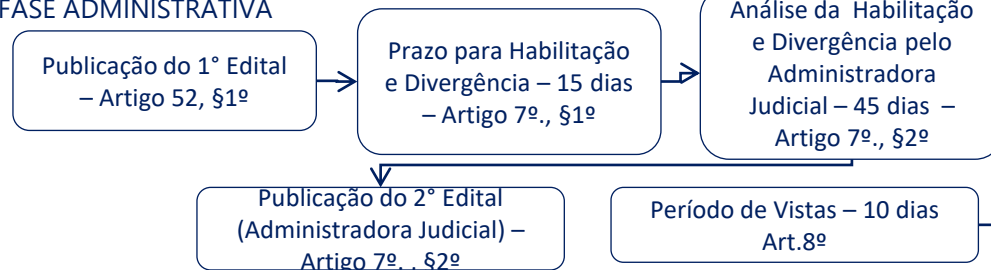 FASE ADMINISTRATIVA
Publicação do 1° Edital
– Artigo 52, §1º
Prazo para Habilitação
e Divergência – 15 dias
– Artigo 7º., §1º
Análise da Habilitação
e Divergência pelo
Administradora
Judicial – 45 dias –
Artigo 7º., §2º
Publicação do 2° Edital
(Administradora Judicial) –
Artigo 7º, , §2º
Período de Vistas – 10 dias
Art.8º